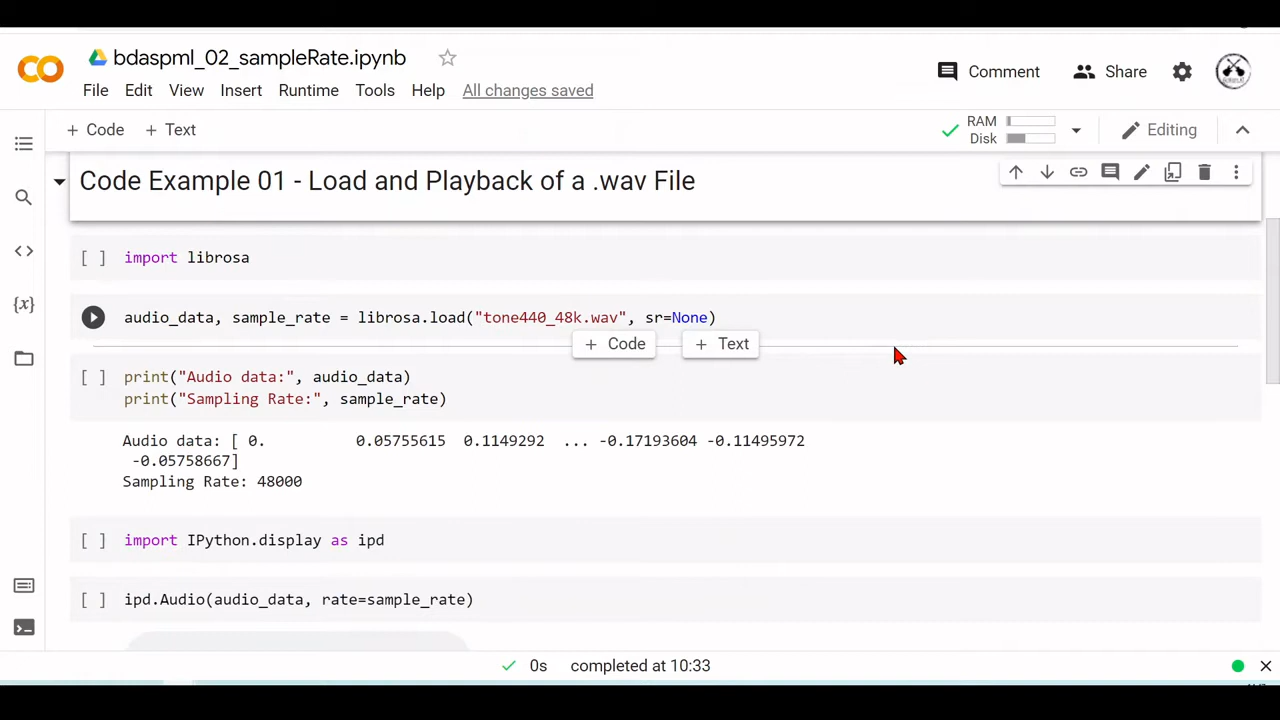 bdaspml_02_sampleRate.ipynb
Comment
Share
File Edit View Insert Runtime Tools Help All changes saved
+ Code + Text
RAM
Disk
Editing
Code Example 01 - Load and Playback of a .wav File
[ ] import librosa
audio_data, sample_rate = librosa.load("tone440_48k.wav", sr=None)
+ Code + Text
[ ] print("Audio data:", audio_data)
print("Sampling Rate:", sample_rate)
Audio data: [ 0. 0.05755615 0.1149292 ... -0.17193604 -0.11495972
-0.05758667]
Sampling Rate: 48000
[ ] import IPython.display as ipd
[ ] ipd.Audio(audio_data, rate=sample_rate)
0s completed at 10:33